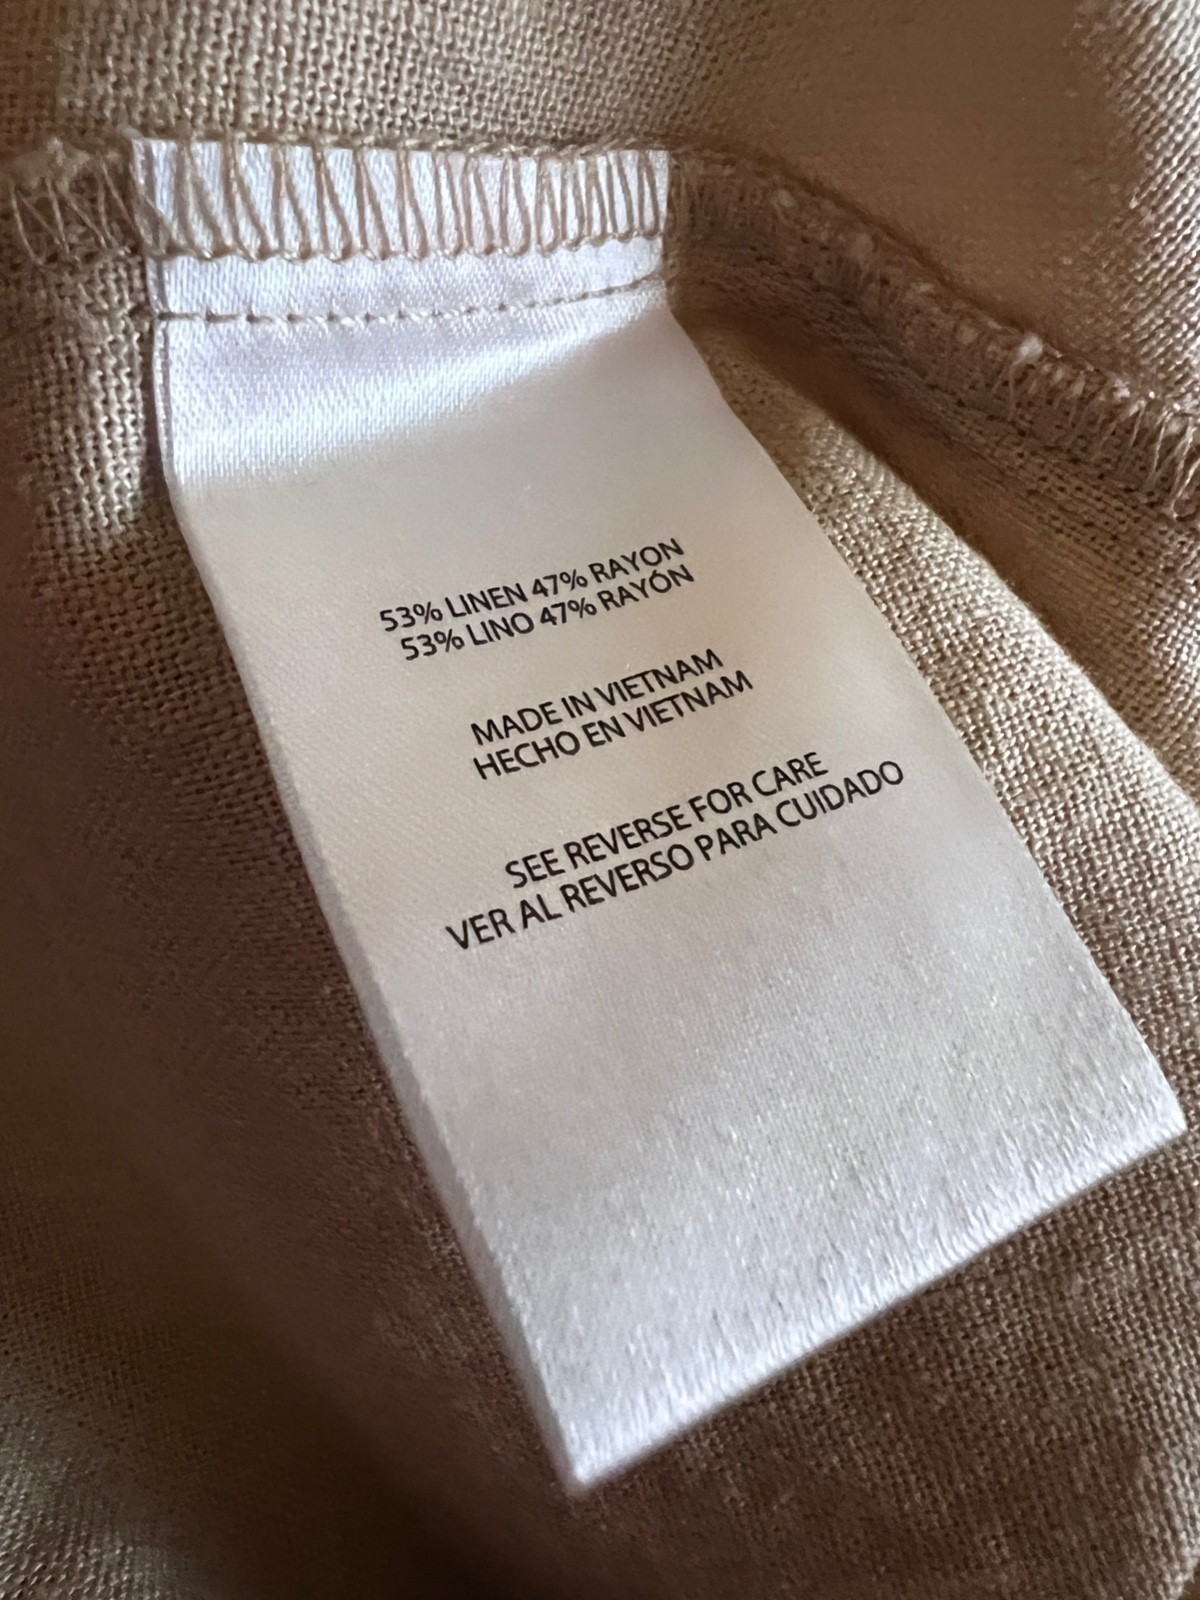 53% LINEN 47% RAYON
53% LINO 47% RAYÓN
MADE IN VIETNAM
HECHO EN VIETNAM
SEE REVERSE FOR CARE
VER AL REVERSO PARA CUIDADO